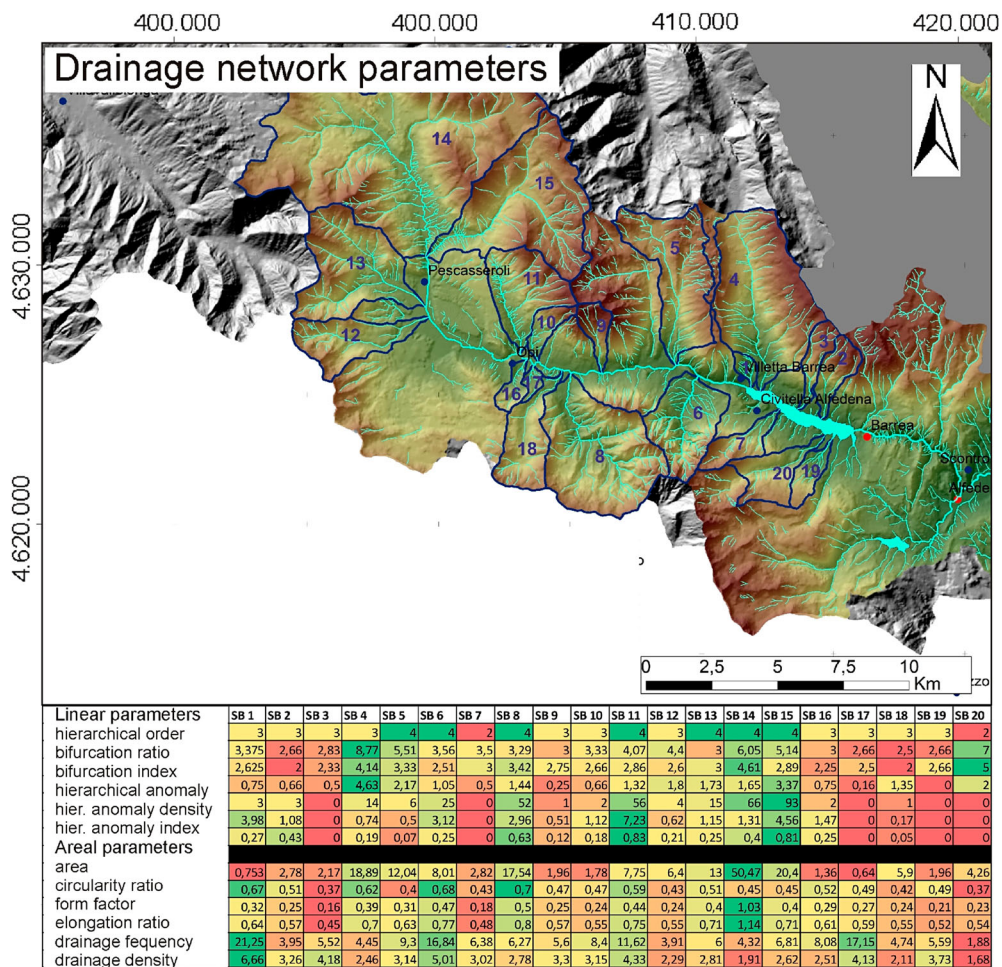 400.000 400.000 410.000 420.000
Drainage network parameters
N
14
15
4.630.000
13
5
Pescasseroli
11
4
12
10
9
3
2
Opi
17
Villetta Barrea
16
Civitella Alfedena
6
Barrea
7
18
8
20
19
Scontro
Alfede
4.620.000
0 2,5 5 7,5 10
Km
zzo
Linear parameters SB 1 SB 2 SB 3 SB 4 SB 5 SB 6 SB 7 SB 8 SB 9 SB 10 SB 11 SB 12 SB 13 SB 14 SB 15 SB 16 SB 17 SB 18 SB 19 SB 20
hierarchical order 3 3 3 3 4 4 2 4 3 3 4 3 4 4 4 3 3 3 3 2
bifurcation ratio 3,375 2,66 2,83 8,77 5,51 3,56 3,5 3,29 3 3,33 4,07 4,4 3 6,05 5,14 3 2,66 2,5 2,66 7
bifurcation index 2,625 2 2,33 4,14 3,33 2,51 3 3,42 2,75 2,66 2,86 2,6 3 4,61 2,89 2,25 2,5 2 2,66 5
hierarchical anomaly 0,75 0,66 0,5 4,63 2,17 1,05 0,5 1,44 0,25 0,66 1,32 1,8 1,73 1,65 3,37 0,75 0,16 1,35 0 2
hier. anomaly density 3 3 0 14 6 25 0 52 1 2 56 4 15 66 93 2 0 1 0 0
hier. anomaly index 3,98 1,08 0 0,74 0,5 3,12 0 2,96 0,51 1,12 7,23 0,62 1,15 1,31 4,56 1,47 0 0,17 0 0
0,27 0,43 0 0,19 0,07 0,25 0 0,63 0,12 0,18 0,83 0,21 0,25 0,4 0,81 0,25 0 0,05 0 0
Areal parameters
area 0,753 2,78 2,17 18,89 12,04 8,01 2,82 17,54 1,96 1,78 7,75 6,4 13 50,47 20,4 1,36 0,64 5,9 1,96 4,26
circularity ratio 0,67 0,51 0,37 0,62 0,4 0,68 0,43 0,7 0,47 0,47 0,59 0,43 0,51 0,45 0,45 0,52 0,49 0,42 0,49 0,37
form factor 0,32 0,25 0,16 0,39 0,31 0,47 0,18 0,5 0,25 0,24 0,44 0,24 0,4 1,03 0,4 0,29 0,27 0,24 0,21 0,23
elongation ratio 0,64 0,57 0,45 0,7 0,63 0,77 0,48 0,8 0,57 0,55 0,75 0,55 0,71 1,14 0,71 0,61 0,59 0,55 0,52 0,54
drainage fequency 21,25 3,95 5,52 4,45 9,3 16,84 6,38 6,27 5,6 8,4 11,62 3,91 6 4,32 6,81 8,08 17,15 4,74 5,59 1,88
drainage density 6,66 3,26 4,18 2,46 3,14 5,01 3,02 2,78 3,3 3,15 4,33 2,29 2,81 1,91 2,62 2,51 4,13 2,11 3,73 1,68